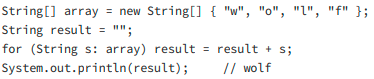 String[] array = new String[] { "w", "o", "l", "f" };
String result = "";
for (String s: array) result = result + s;
System.out.println(result);     // wolf